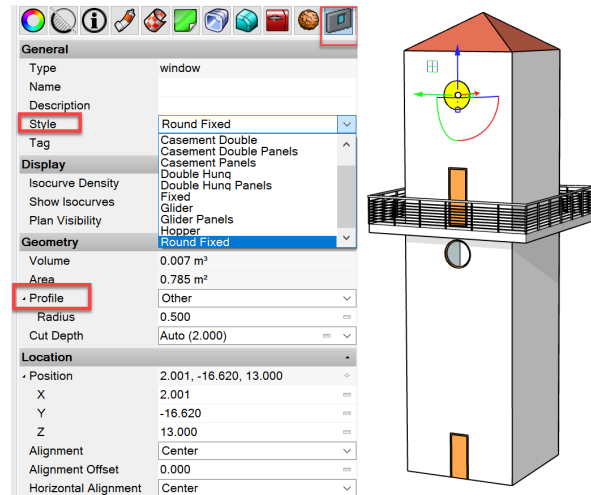 General
Type window
Name
Description
Style Round Fixed
Tag
Casement Double
Casement Double Panels
Casement Panels
Double Hung
Double Hung Panels
Fixed
Glider
Glider Panels
Hopper
Round Fixed
Display
Isocurve Density
Show Isocurves
Plan Visibility
Geometry
Volume 0.007 m³
Area 0.785 m²
Profile Other
Radius 0.500
Cut Depth Auto (2.000)
Location
Position 2.001, -16.620, 13.000
X 2.001
Y -16.620
Z 13.000
Alignment Center
Alignment Offset 0.000
Horizontal Alignment Center